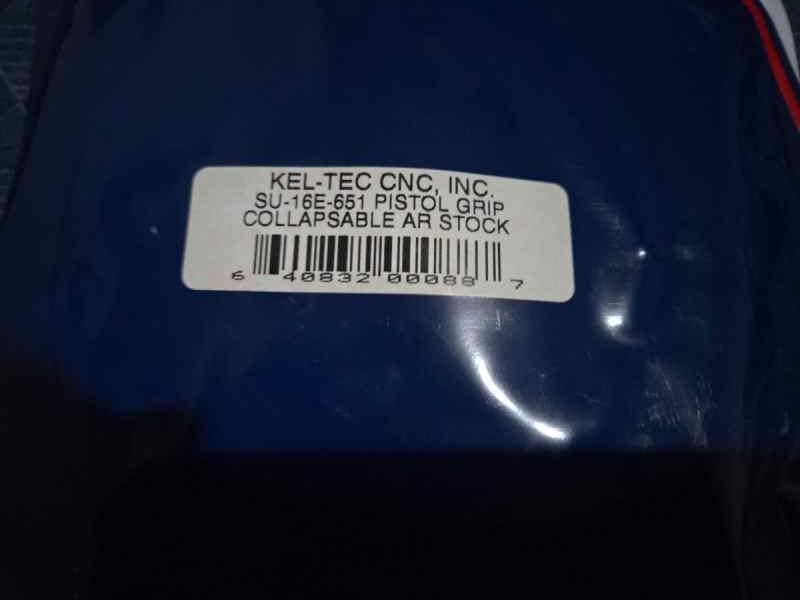 KEL-TEC CNC, INC.
SU-16E-651 PISTOL GRIP
COLLAPSABLE AR STOCK
6 40832 00088 7